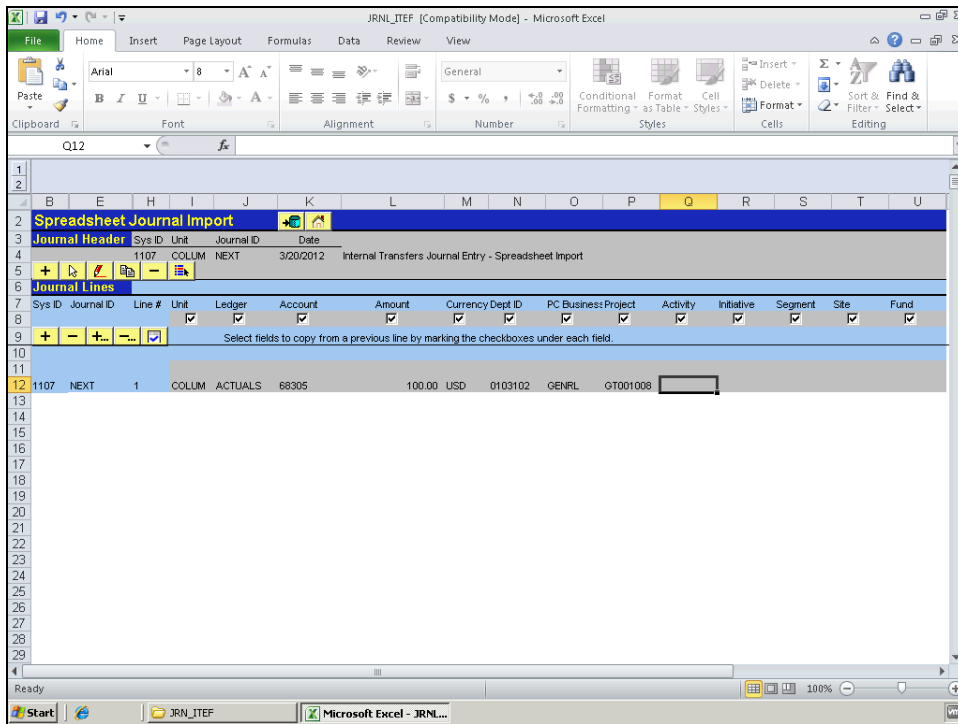 JRNL_ITEF [Compatibility Mode] - Microsoft Excel
File Home Insert Page Layout Formulas Data Review View
Paste
Clipboard
Arial 8
B I U
A A
Font
Alignment
General
$ % ,
Number
Conditional Formatting
Format as Table
Cell Styles
Styles
Insert
Delete
Format
Cells
Sort & Filter
Find & Select
Editing
Q12 fx
1
2
B E H I J K L M N O P Q R S T U
2 Spreadsheet Journal Import
3 Journal Header Sys ID Unit Journal ID Date
4 1107 COLUM NEXT 3/20/2012 Internal Transfers Journal Entry - Spreadsheet Import
5
6 Journal Lines
7 Sys ID Journal ID Line # Unit Ledger Account Amount Currency Dept ID PC Business Project Activity Initiative Segment Site Fund
8
9 Select fields to copy from a previous line by marking the checkboxes under each field.
10
11
12 1107 NEXT 1 COLUM ACTUALS 68305 100.00 USD 0103102 GENRL GT001008
13
14
15
16
17
18
19
20
21
22
23
24
25
26
27
28
29
Ready 100%
Start JRN_ITEF Microsoft Excel - JRNL...